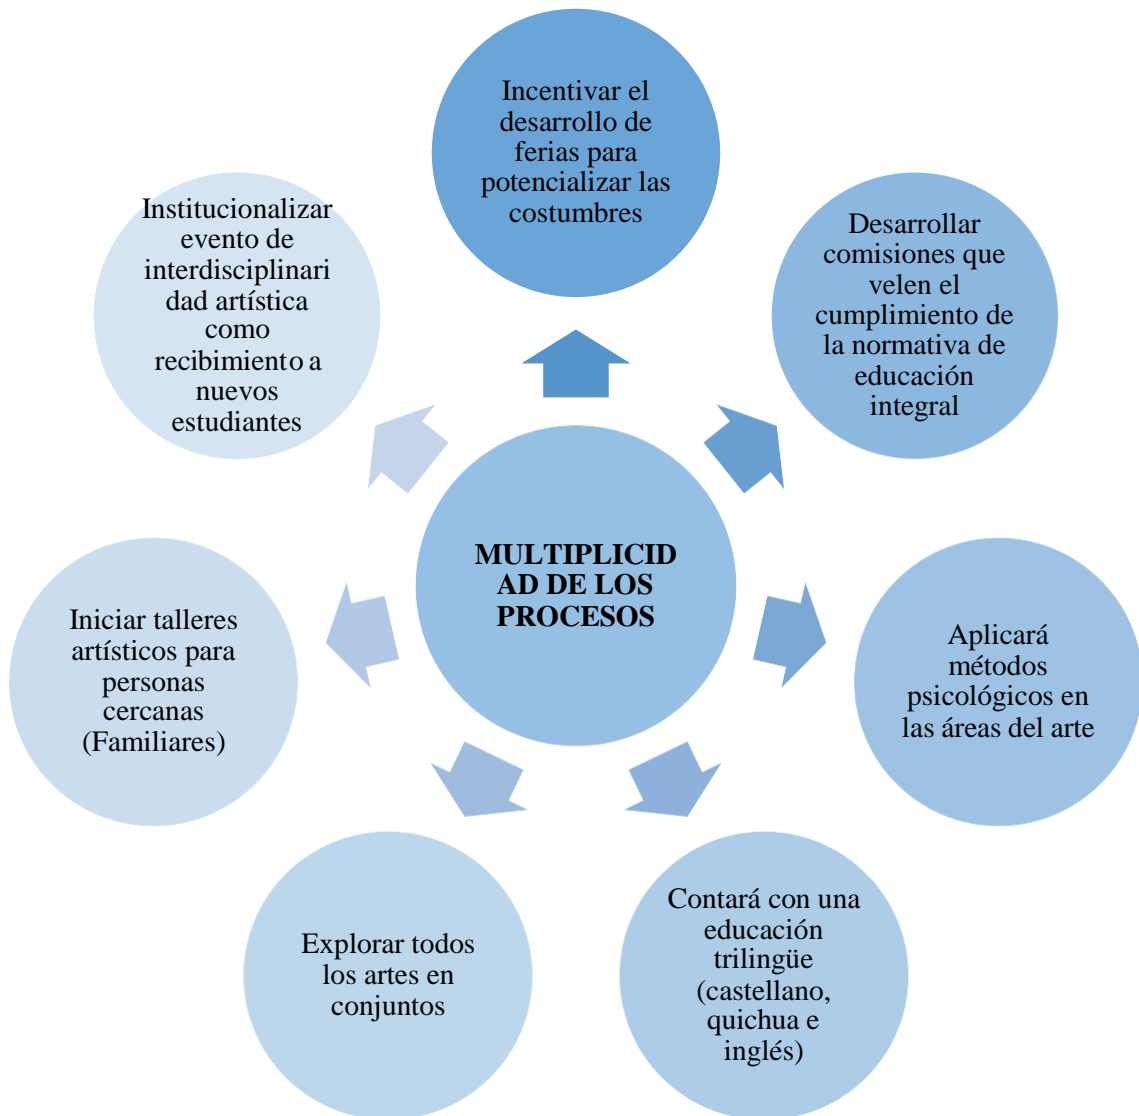 Incentivar el
desarrollo de
ferias para
potencializar las
costumbres
Desarrollar
comisiones que
velen el
cumplimiento de
la normativa de
educación
integral
Aplicará
métodos
psicológicos en
las áreas del arte
Contará con una
educación
trilingüe
(castellano,
quichua e
inglés)
Explorar todos
los artes en
conjuntos
Iniciar talleres
artísticos para
personas
cercanas
(Familiares)
Institucionalizar
evento de
interdisciplinari
dad artística
como
recibimiento a
nuevos
estudiantes
MULTIPLICID
AD DE LOS
PROCESOS